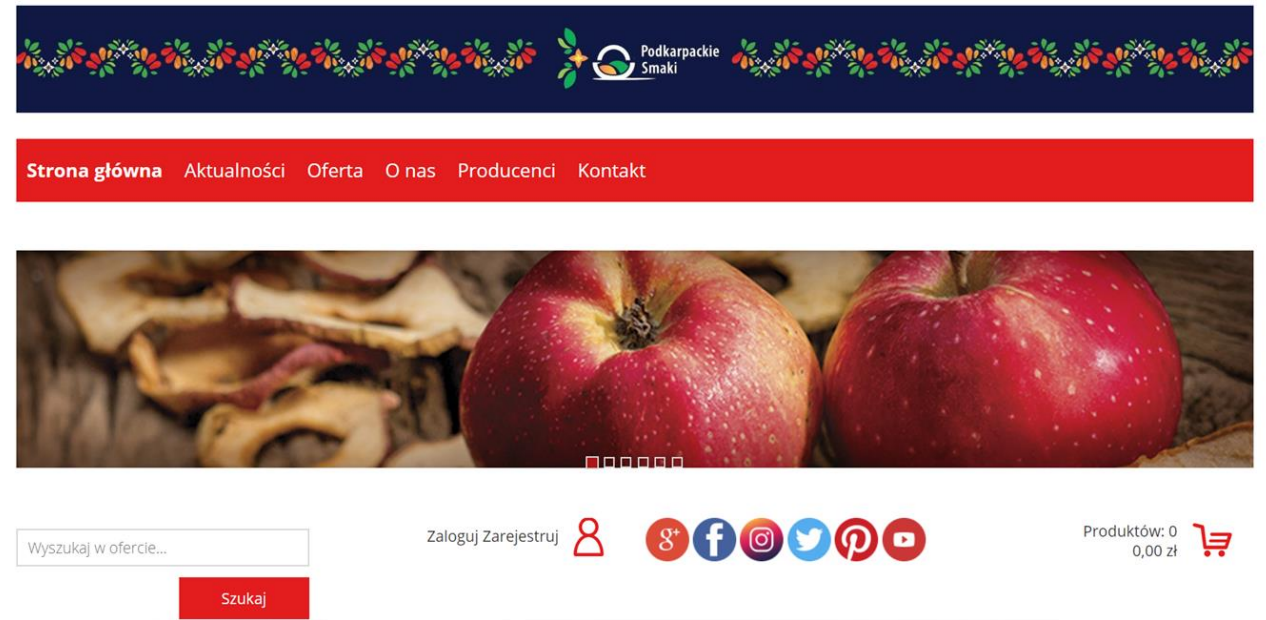 Podkarpackie
Smaki
Strona główna Aktualności Oferta O nas Producenci Kontakt
Zaloguj Zarejestruj
Produktów: 0
0,00 zł
Wyszukaj w ofercie...
Szukaj